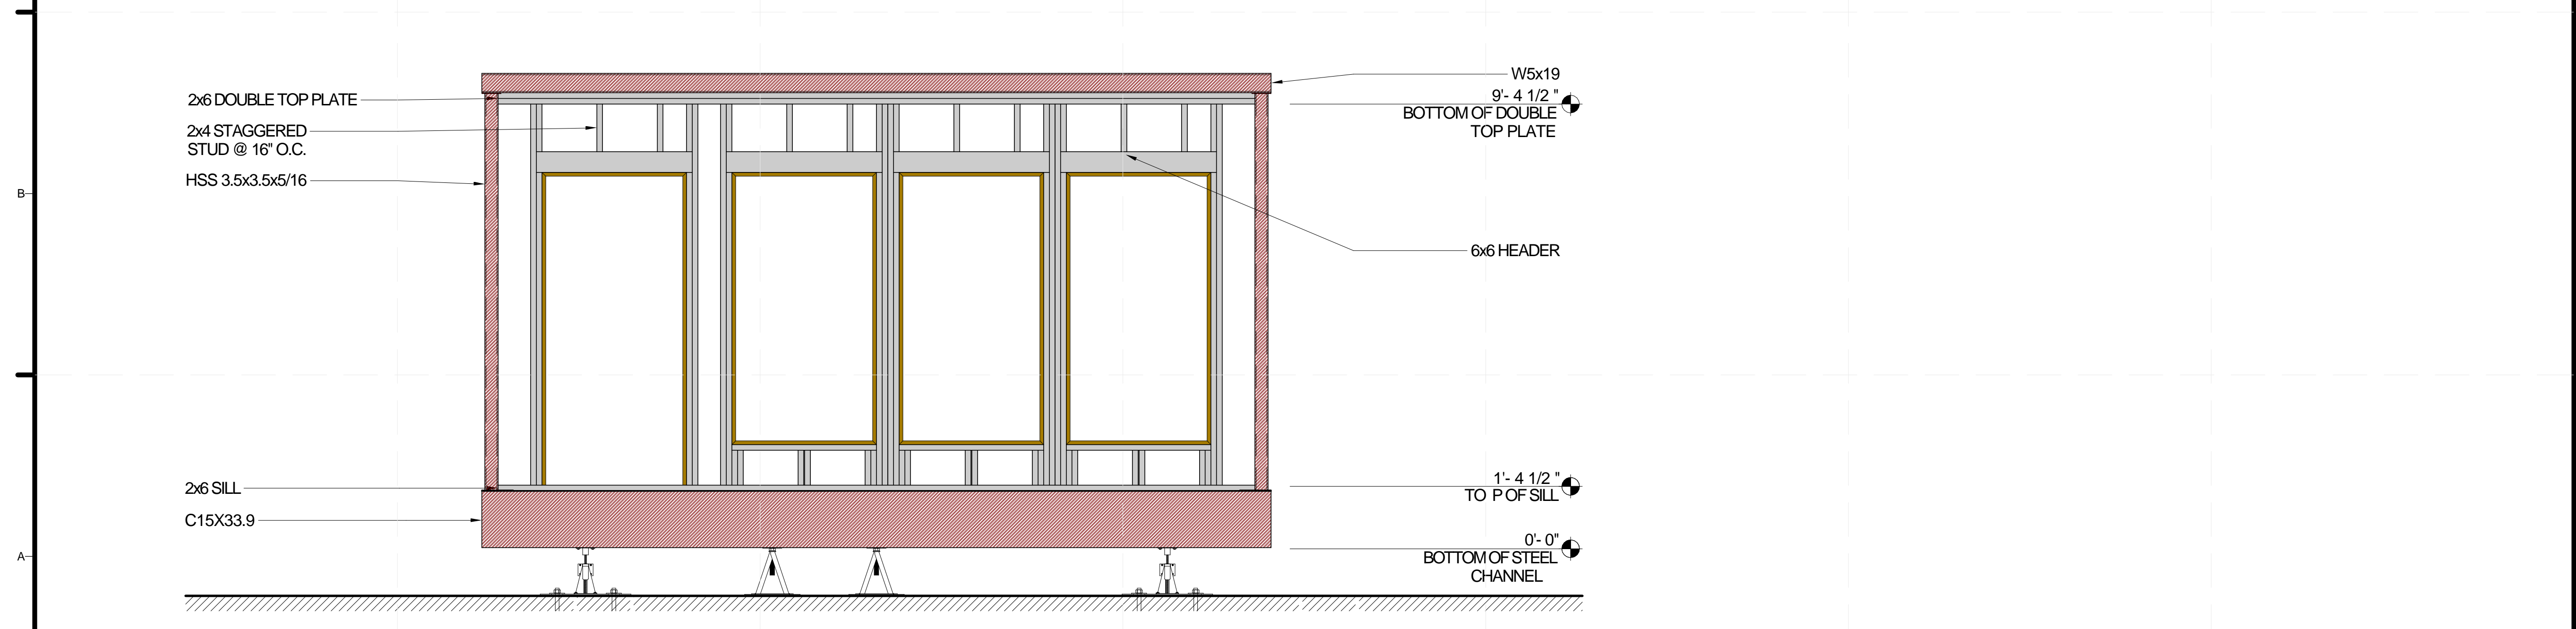 2x6 DOUBLE TOP PLATE
2x4 STAGGERED
STUD @ 16" O.C.
HSS 3.5x3.5x5/16
2x6 SILL
C15X33.9
W5x19
9'- 4 1/2 "
BOTTOM OF DOUBLE
TOP PLATE
6x6 HEADER
1'- 4 1/2 "
TO P OF SILL
0'- 0"
BOTTOM OF STEEL
CHANNEL
B
A